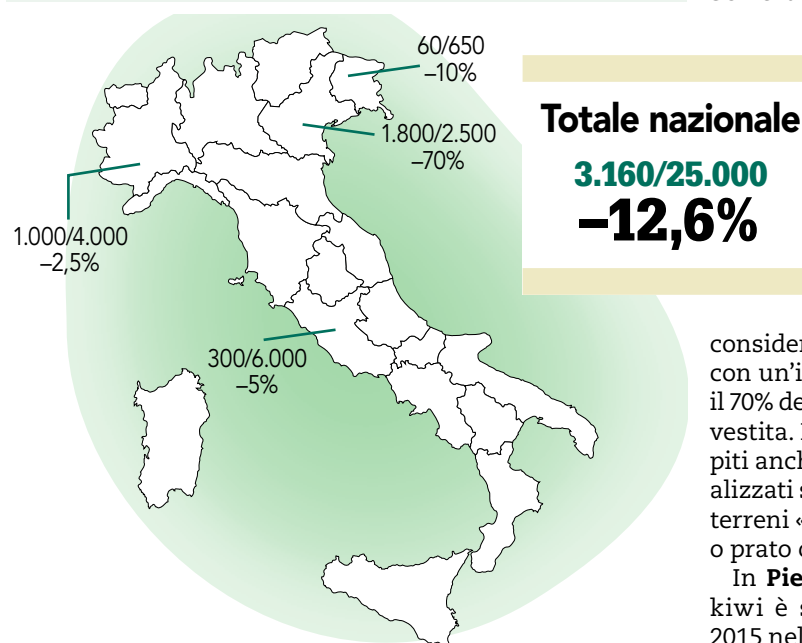 60/650
–10%
1.800/2.500
–70%
1.000/4.000
–2,5%
300/6.000
–5%
Totale nazionale
3.160/25.000
–12,6%
con un'i
il 70% de
vestita.
piti anch
alizzati s
terreni «
o prato
In Pie
kiwi è s
2015 nel